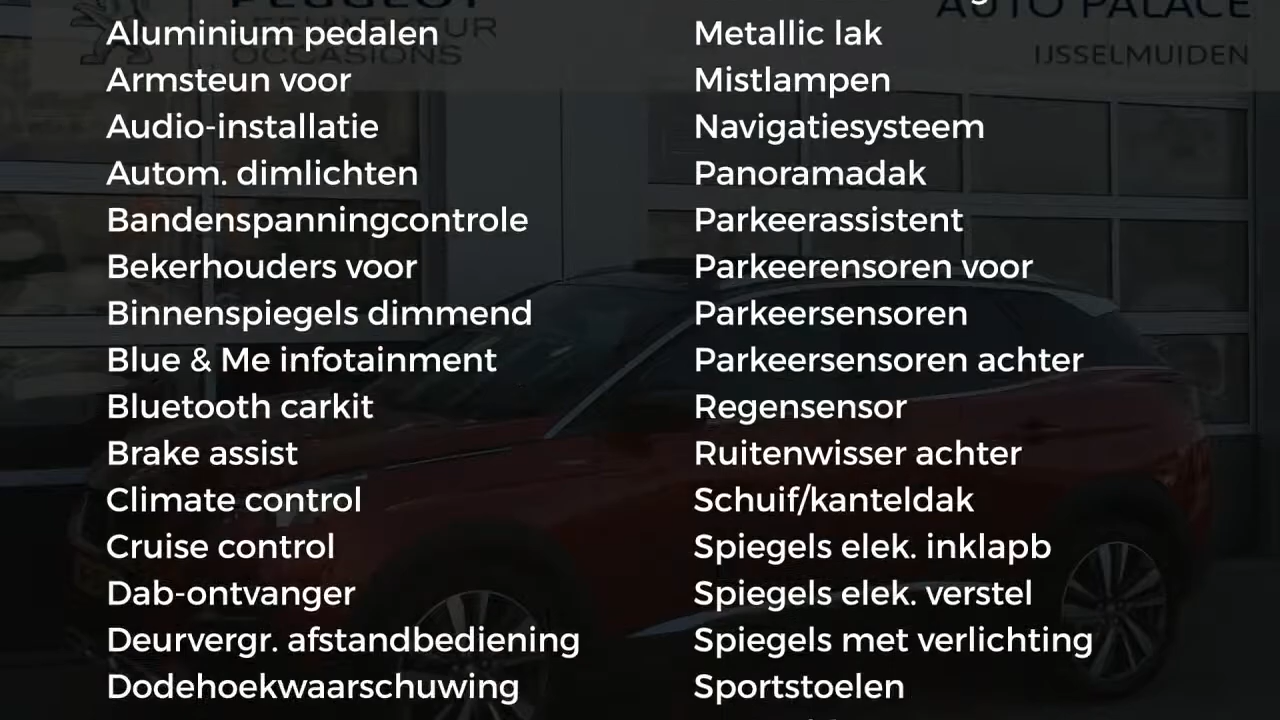 PEUGEOT
KEUR
OCCASIONS
AUTO PALACE
IJSSELMUIDEN
Aluminium pedalen
Armsteun voor
Audio-installatie
Autom. dimlichten
Bandenspanningcontrole
Bekerhouders voor
Binnenspiegels dimmend
Blue & Me infotainment
Bluetooth carkit
Brake assist
Climate control
Cruise control
Dab-ontvanger
Deurvergr. afstandbediening
Dodehoekwaarschuwing
Metallic lak
Mistlampen
Navigatiesysteem
Panoramadak
Parkeerassistent
Parkeerensoren voor
Parkeersensoren
Parkeersensoren achter
Regensensor
Ruitenwisser achter
Schuif/kanteldak
Spiegels elek. inklapb
Spiegels elek. verstel
Spiegels met verlichting
Sportstoelen